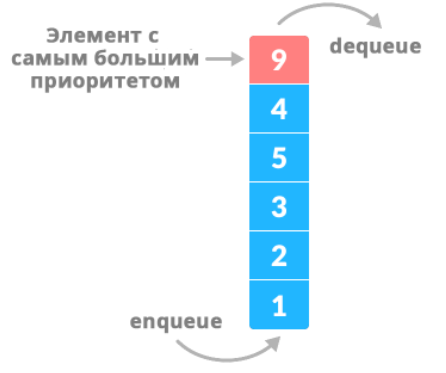 Элемент с
самым большим
приоритетом
dequeue
9
4
5
3
2
1
enqueue